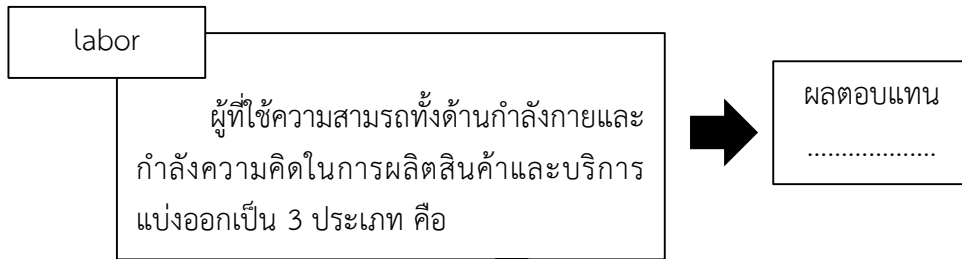 labor
ผู้ที่ใช้ความสามรถทั้งด้านกำลังกายและ
กำลังความคิดในการผลิตสินค้าและบริการ
แบ่งออกเป็น 3 ประเภท คือ
ผลตอบแทน
...................